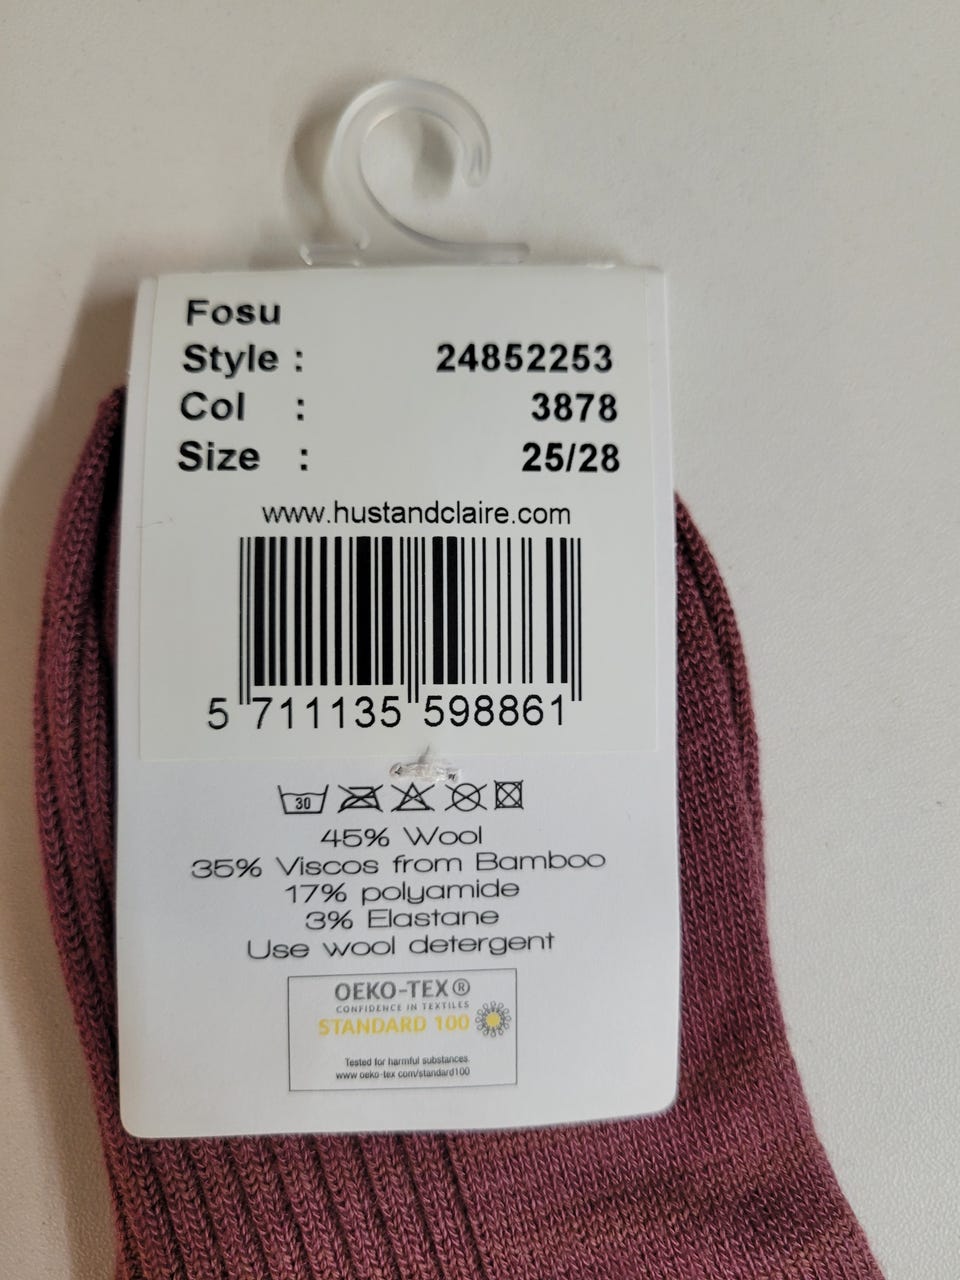 Fosu
Style : 24852253
Col : 3878
Size : 25/28
www.hustandclaire.com
5 711135 598861
30
45% Wool
35% Viscos from Bamboo
17% polyamide
3% Elastane
Use wool detergent
OEKO-TEX®
CONFIDENCE IN TEXTILES
STANDARD 100
Tested for harmful substances.
www.oeko-tex.com/standard100